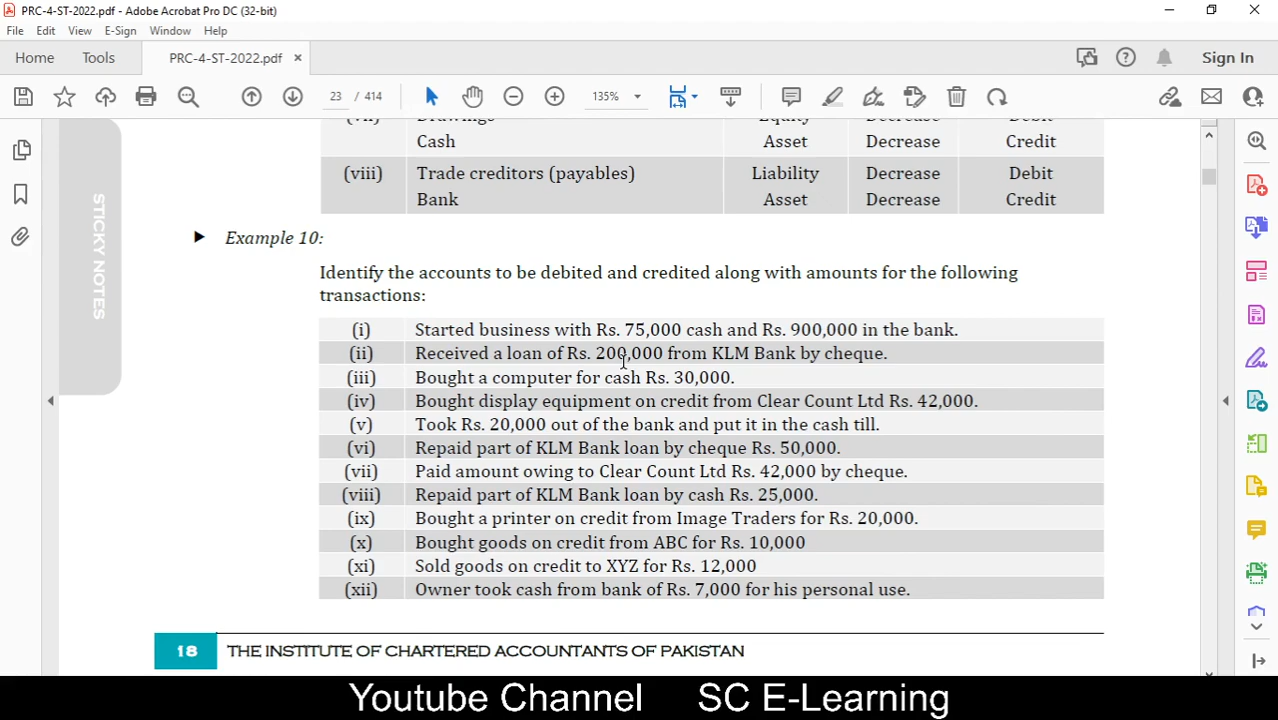 PRC-4-ST-2022.pdf - Adobe Acrobat Pro DC (32-bit)
File Edit View E-Sign Window Help
Home Tools PRC-4-ST-2022.pdf × Sign In
23 / 414 135%
STICKY NOTES
(vii) Drawings Equity Decrease Debit
Cash Asset Decrease Credit
(viii) Trade creditors (payables) Liability Decrease Debit
Bank Asset Decrease Credit
Example 10:
Identify the accounts to be debited and credited along with amounts for the following
transactions:
(i) Started business with Rs. 75,000 cash and Rs. 900,000 in the bank.
(ii) Received a loan of Rs. 200,000 from KLM Bank by cheque.
(iii) Bought a computer for cash Rs. 30,000.
(iv) Bought display equipment on credit from Clear Count Ltd Rs. 42,000.
(v) Took Rs. 20,000 out of the bank and put it in the cash till.
(vi) Repaid part of KLM Bank loan by cheque Rs. 50,000.
(vii) Paid amount owing to Clear Count Ltd Rs. 42,000 by cheque.
(viii) Repaid part of KLM Bank loan by cash Rs. 25,000.
(ix) Bought a printer on credit from Image Traders for Rs. 20,000.
(x) Bought goods on credit from ABC for Rs. 10,000
(xi) Sold goods on credit to XYZ for Rs. 12,000
(xii) Owner took cash from bank of Rs. 7,000 for his personal use.
18 THE INSTITUTE OF CHARTERED ACCOUNTANTS OF PAKISTAN
Youtube Channel SC E-Learning